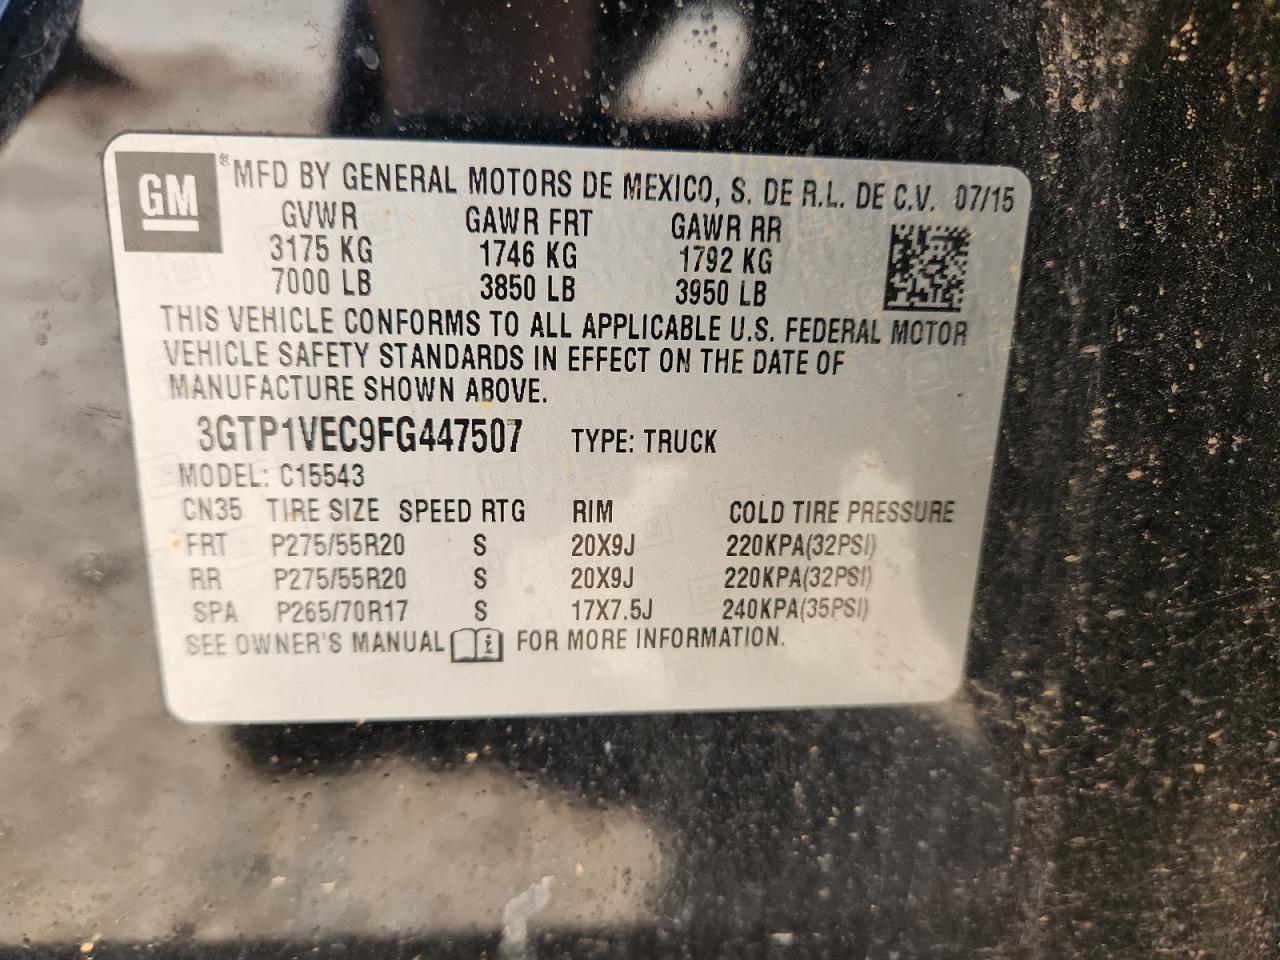 GM ® MFD BY GENERAL MOTORS DE MEXICO, S. DE R.L. DE C.V. 07/15
GVWR GAWR FRT GAWR RR
3175 KG 1746 KG 1792 KG
7000 LB 3850 LB 3950 LB
THIS VEHICLE CONFORMS TO ALL APPLICABLE U.S. FEDERAL MOTOR
VEHICLE SAFETY STANDARDS IN EFFECT ON THE DATE OF
MANUFACTURE SHOWN ABOVE.
3GTP1VEC9FG447507 TYPE: TRUCK
MODEL: C15543
CN35 TIRE SIZE SPEED RTG RIM COLD TIRE PRESSURE
FRT P275/55R20 S 20X9J 220KPA(32PSI)
RR P275/55R20 S 20X9J 220KPA(32PSI)
SPA P265/70R17 S 17X7.5J 240KPA(35PSI)
SEE OWNER'S MANUAL i FOR MORE INFORMATION.